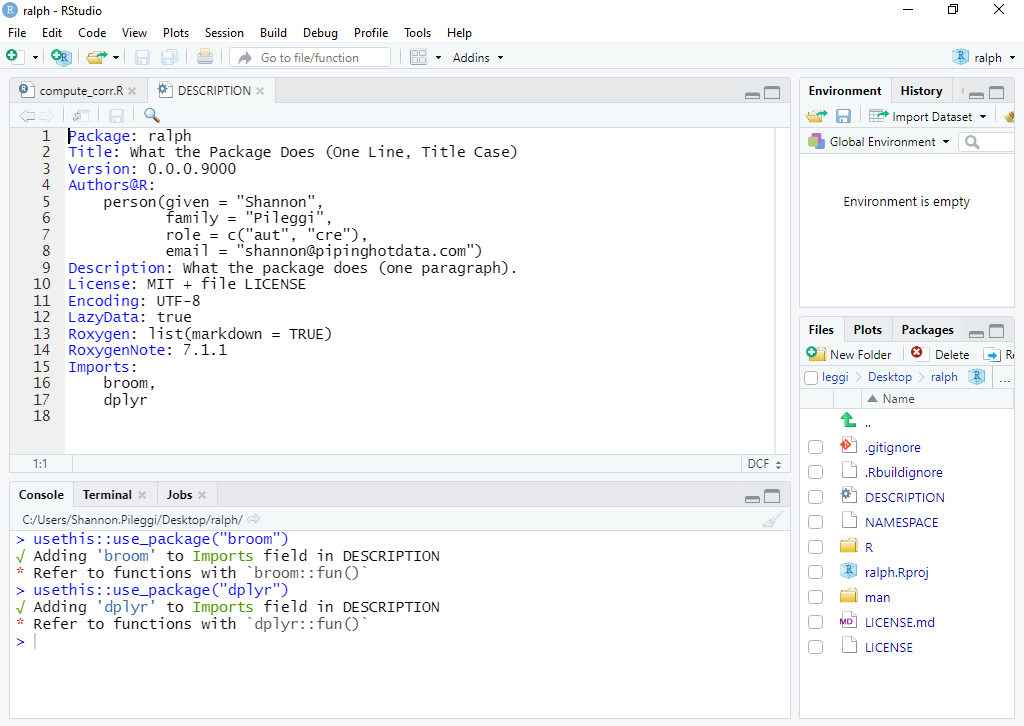 ralph - RStudio
File Edit Code View Plots Session Build Debug Profile Tools Help
Go to file/function Addins ralph
compute_corr.R DESCRIPTION
1 Package: ralph
2 Title: What the Package Does (One Line, Title Case)
3 Version: 0.0.0.9000
4 Authors@R:
5 person(given = "Shannon",
6 family = "Pileggi",
7 role = c("aut", "cre"),
8 email = "shannon@pipinghotdata.com")
9 Description: What the package does (one paragraph).
10 License: MIT + file LICENSE
11 Encoding: UTF-8
12 LazyData: true
13 Roxygen: list(markdown = TRUE)
14 RoxygenNote: 7.1.1
15 Imports:
16 broom,
17 dplyr
18
1:1 DCF
Console Terminal Jobs
C:/Users/Shannon.Pileggi/Desktop/ralph/
> usethis::use_package("broom")
√ Adding 'broom' to Imports field in DESCRIPTION
* Refer to functions with `broom::fun()`
> usethis::use_package("dplyr")
√ Adding 'dplyr' to Imports field in DESCRIPTION
* Refer to functions with `dplyr::fun()`
>
Environment History
Import Dataset
Global Environment
Environment is empty
Files Plots Packages
New Folder Delete Re
leggi > Desktop > ralph ...
Name
..
.gitignore
.Rbuildignore
DESCRIPTION
NAMESPACE
R
ralph.Rproj
man
LICENSE.md
LICENSE